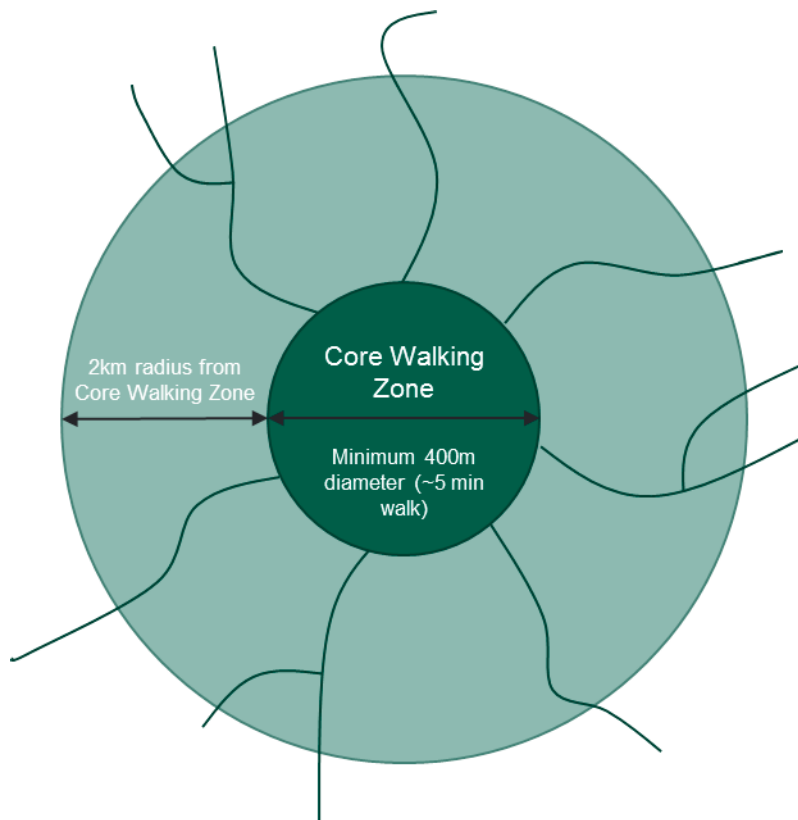 Core Walking
Zone
2km radius from
Core Walking Zone
Minimum 400m
diameter (~5 min
walk)